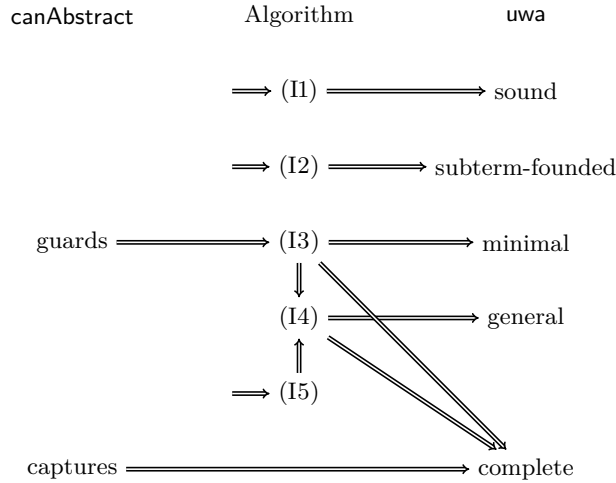 canAbstract Algorithm uwa
(I1) sound
(I2) subterm-founded
guards (I3) minimal
(I4) general
(I5)
captures complete